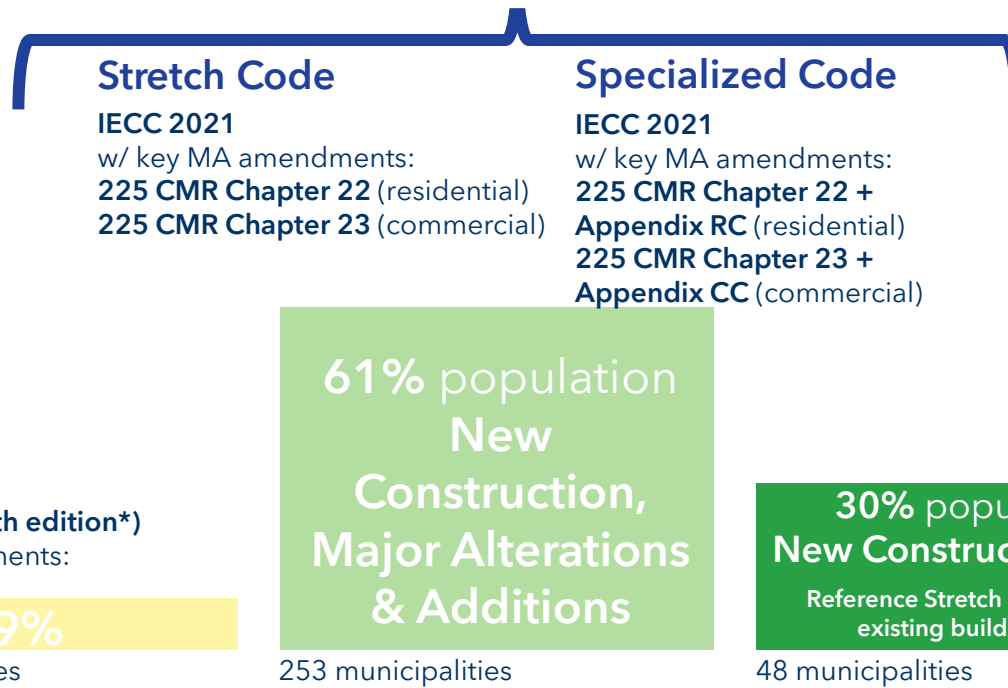 Stretch Code
IECC 2021
w/ key MA amendments:
225 CMR Chapter 22 (residential)
225 CMR Chapter 23 (commercial)
Specialized Code
IECC 2021
w/ key MA amendments:
225 CMR Chapter 22 +
Appendix RC (residential)
225 CMR Chapter 23 +
Appendix CC (commercial)
edition*)
9%
61% population
New
Construction,
Major Alterations
& Additions
253 municipalities
30%
New
Reference Stretch
existing
48 municipalities